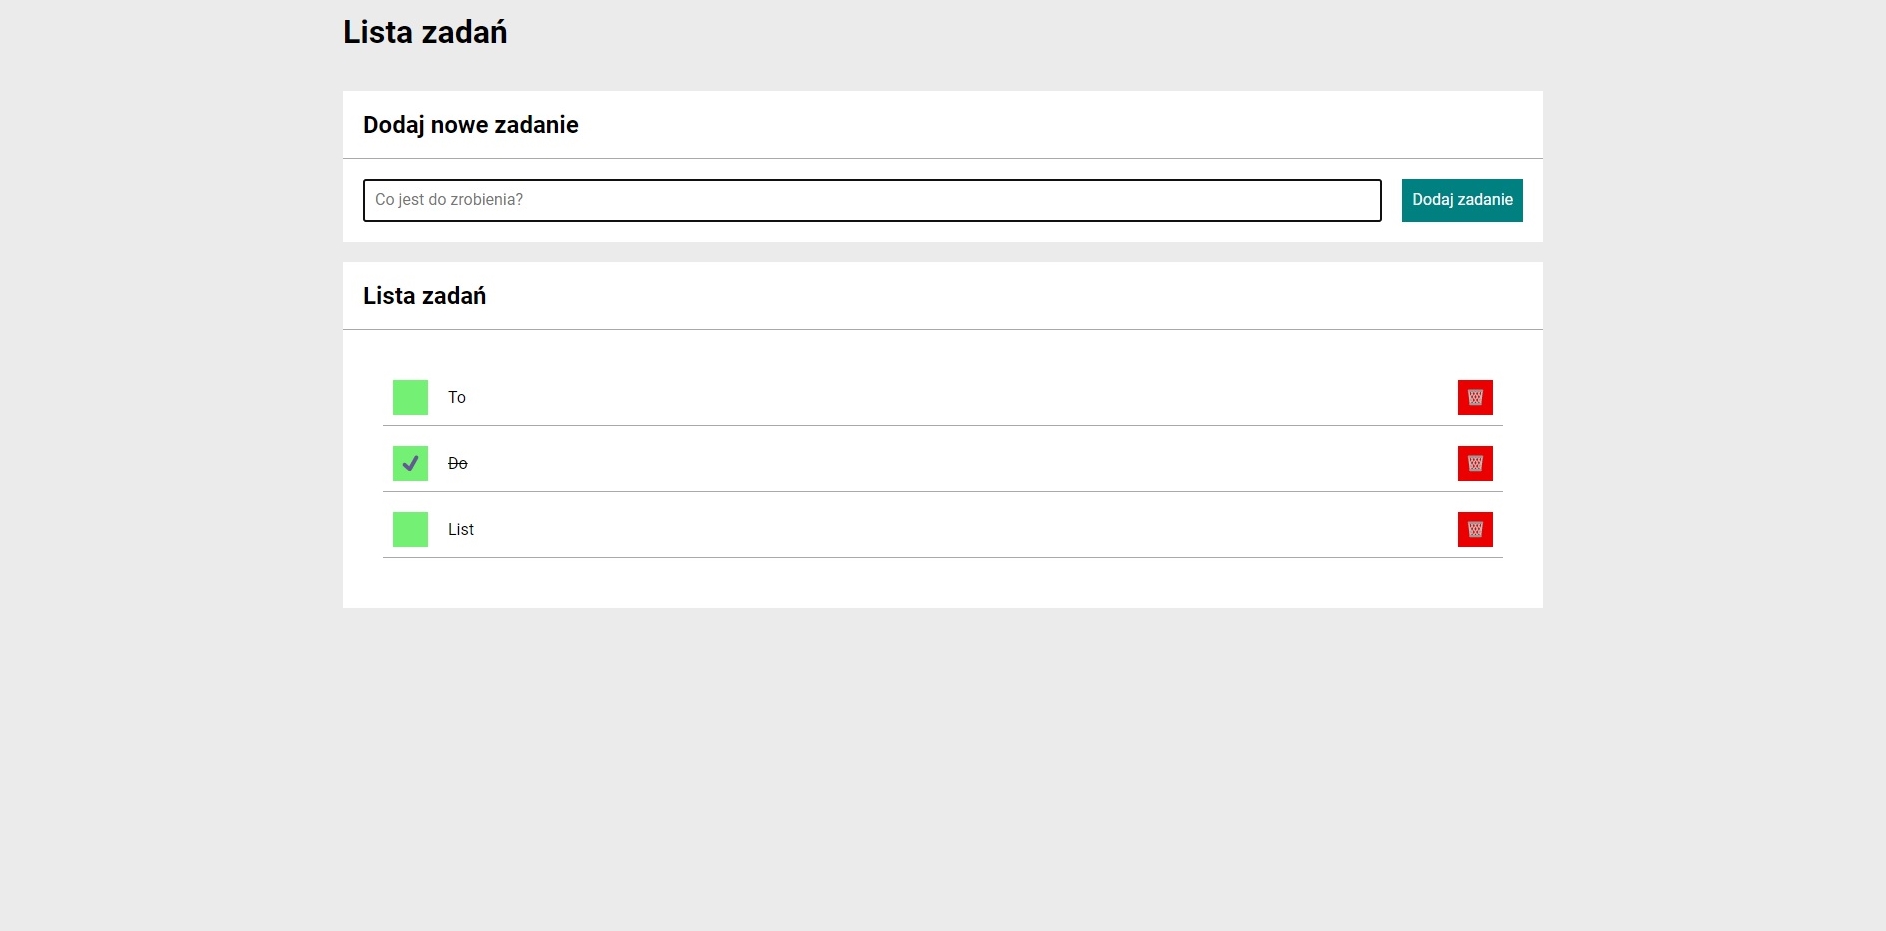 Lista zadań
Dodaj nowe zadanie
Co jest do zrobienia?
Dodaj zadanie
Lista zadań
To
Do
List